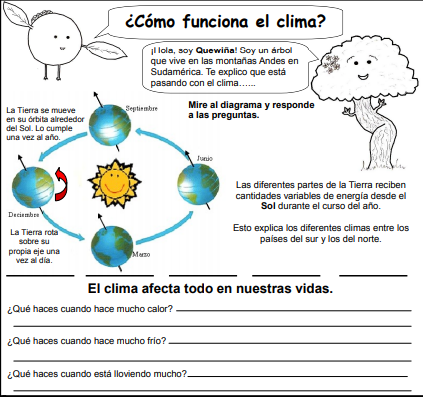 ¿Cómo funciona el clima?
¡Hola, soy Quewiña! Soy un árbol
que vive en las montañas Andes en
Sudamérica. Te explico que está
pasando con el clima……
La Tierra se mueve
en su órbita alrededor
del Sol. Lo cumple
una vez al año.
Septiembre
Mire al diagrama y responde
a las preguntas.
Junio
Diciembre
Marzo
La Tierra rota
sobre su
propia eje una
vez al día.
Las diferentes partes de la Tierra reciben
cantidades variables de energía desde el
Sol durante el curso del año.
Esto explica los diferentes climas entre los
países del sur y los del norte.
El clima afecta todo en nuestras vidas.
¿Qué haces cuando hace mucho calor?
¿Qué haces cuando hace mucho frío?
¿Qué haces cuando está lloviendo mucho?